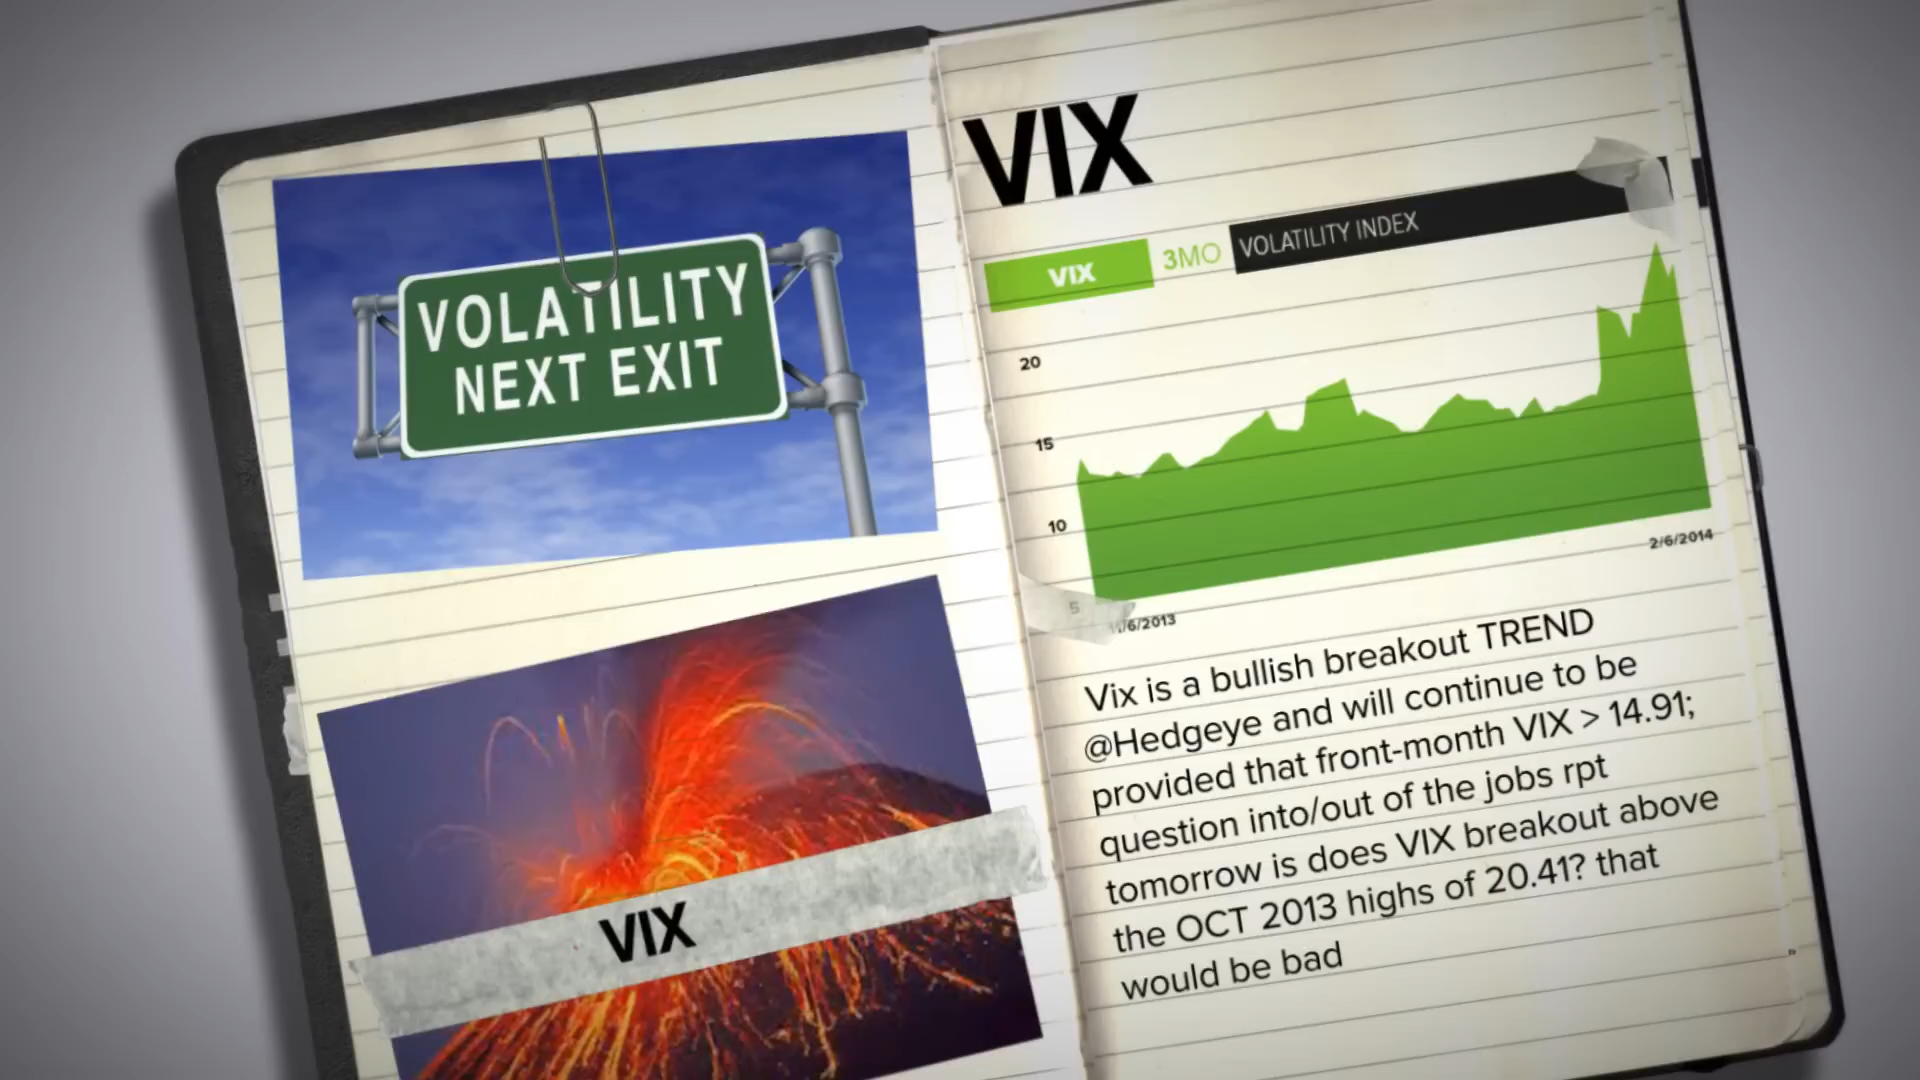 VOLATILITY
NEXT EXIT
VIX
VIX
VIX
3MO
VOLATILITY INDEX
20
15
10
5
11/6/2013
2/6/2014
Vix is a bullish breakout TREND
@Hedgeye and will continue to be
provided that front-month VIX > 14.91;
question into/out of the jobs rpt
tomorrow is does VIX breakout above
the OCT 2013 highs of 20.41? that
would be bad